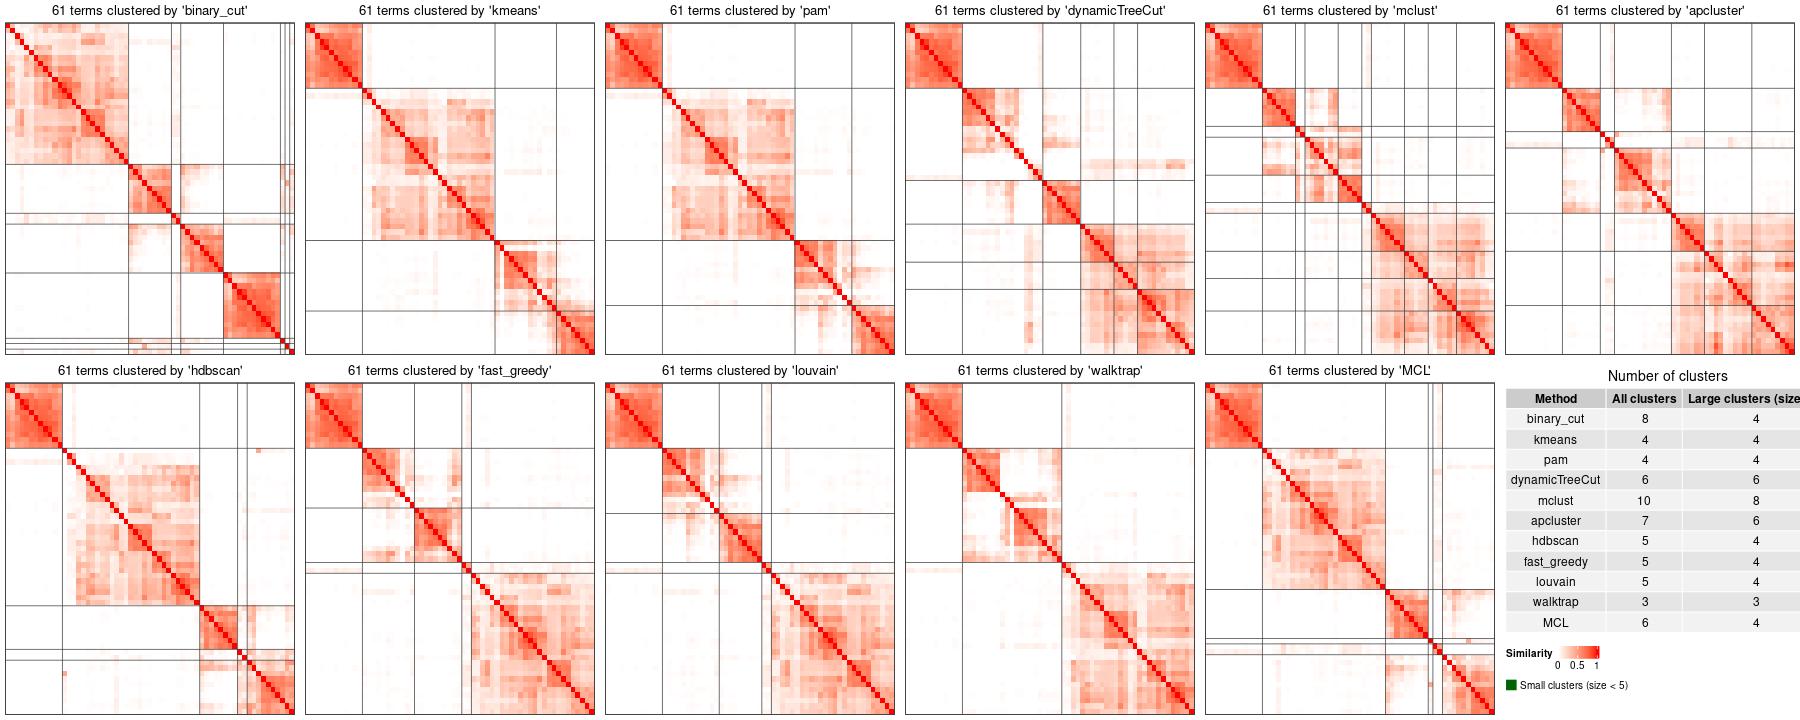 61 terms clustered by 'binary_cut'
61 terms clustered by 'kmeans'
61 terms clustered by 'pam'
61 terms clustered by 'dynamicTreeCut'
61 terms clustered by 'mclust'
61 terms clustered by 'apcluster'
61 terms clustered by 'hdbscan'
61 terms clustered by 'fast_greedy'
61 terms clustered by 'louvain'
61 terms clustered by 'walktrap'
61 terms clustered by 'MCL'
Number of clusters
Method All clusters Large clusters (size
binary_cut 8 4
kmeans 4 4
pam 4 4
dynamicTreeCut 6 6
mclust 10 8
apcluster 7 6
hdbscan 5 4
fast_greedy 5 4
louvain 5 4
walktrap 3 3
MCL 6 4
Similarity
0 0.5 1
Small clusters (size < 5)